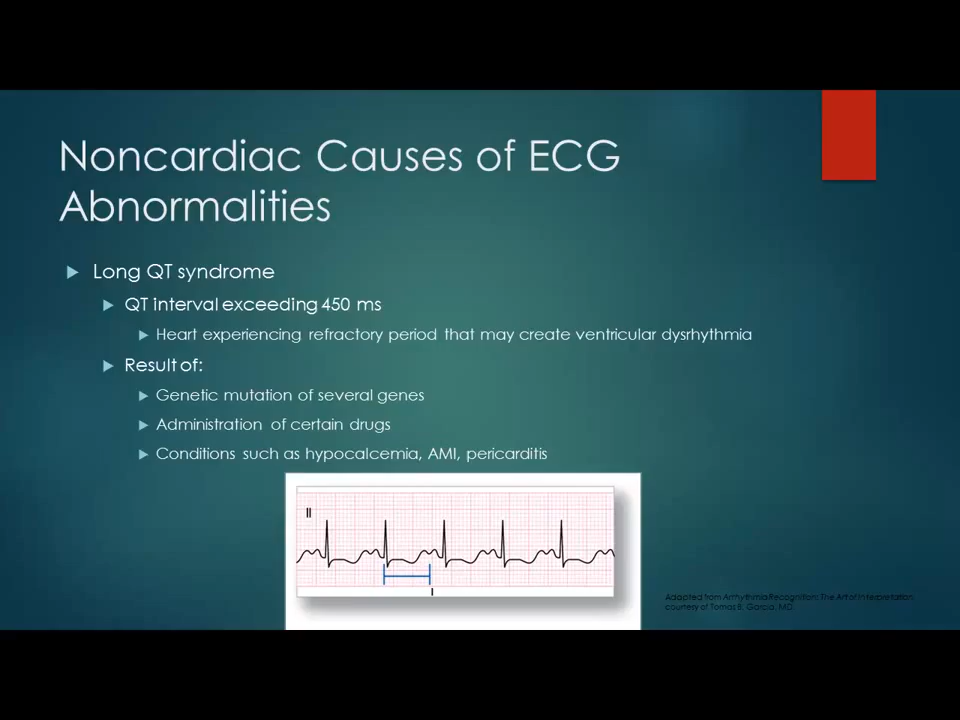 Noncardiac Causes of ECG
Abnormalities
Long QT syndrome
QT interval exceeding 450 ms
Heart experiencing refractory period that may create ventricular dysrhythmia
Result of:
Genetic mutation of several genes
Administration of certain drugs
Conditions such as hypocalcemia, AMI, pericarditis
II
I
Adapted from Arrhythmia Recognition: The Art of Interpretation,
courtesy of Tomas B. Garcia, MD.